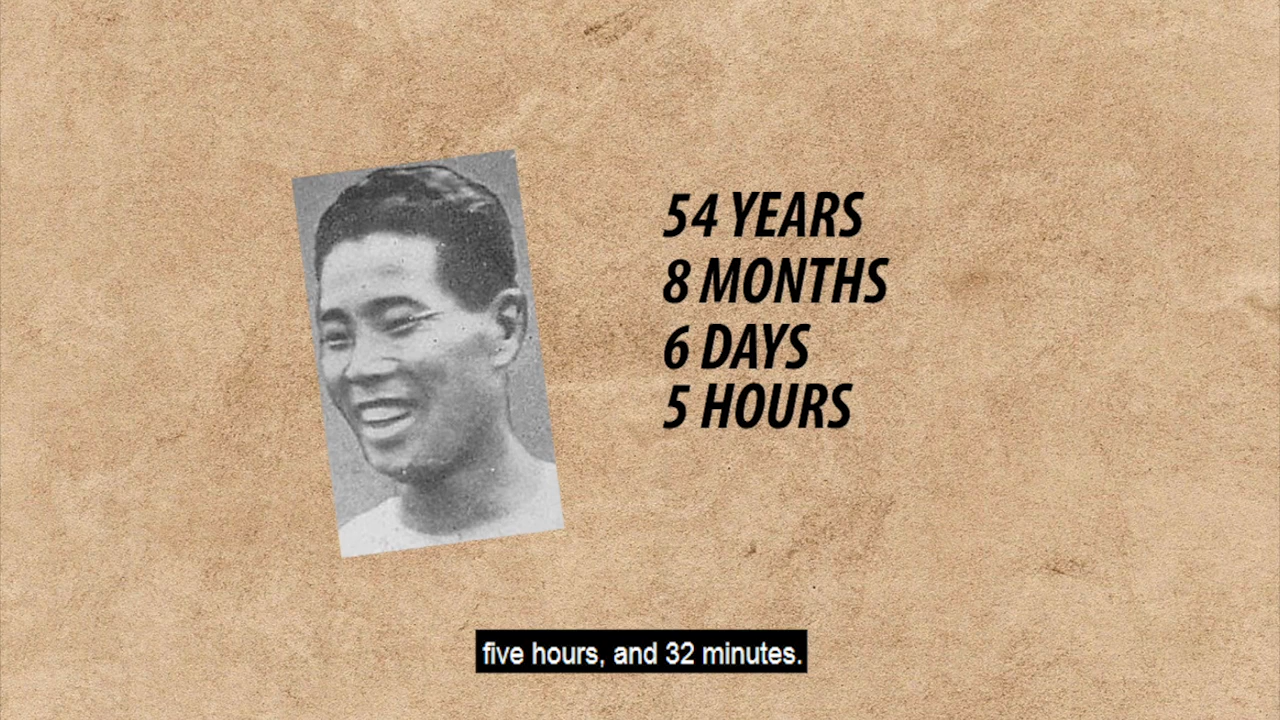 54 YEARS
8 MONTHS
6 DAYS
5 HOURS
five hours, and 32 minutes.